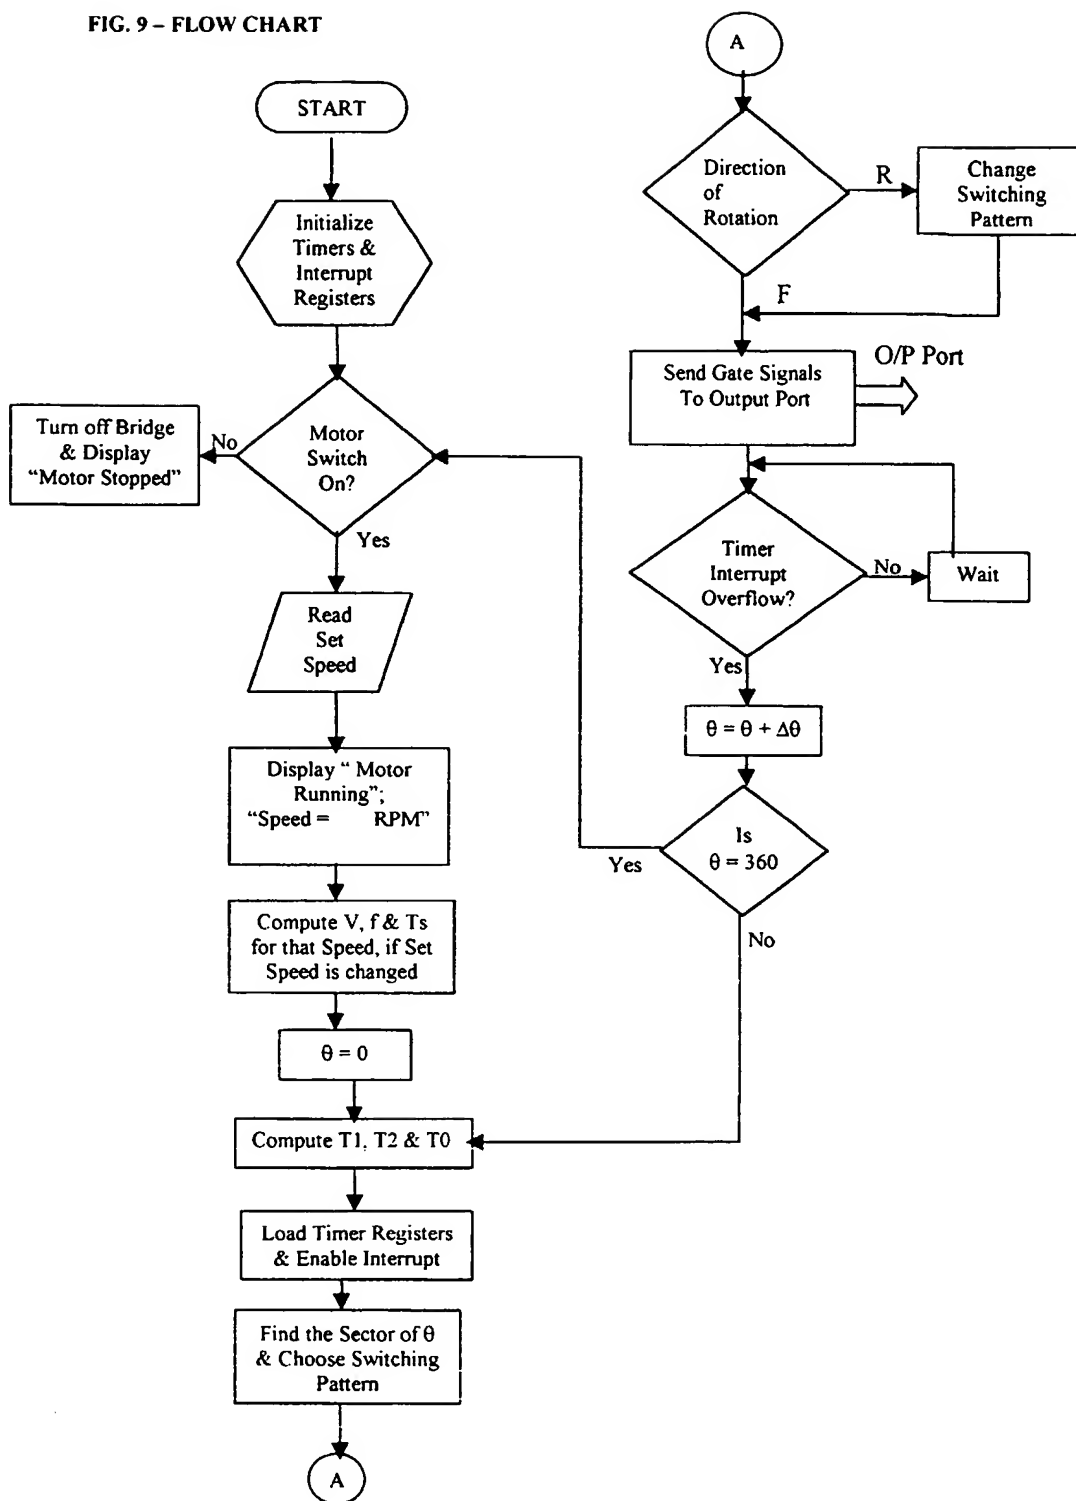 FIG. 9 – FLOW CHART
START
Initialize
Timers &
Interrupt
Registers
Motor
Switch
On?
No
Turn off Bridge
& Display
“Motor Stopped”
Yes
Read
Set
Speed
Display “ Motor
Running”;
“Speed = RPM”
Compute V, f & Ts
for that Speed, if Set
Speed is changed
θ = 0
Compute T1, T2 & T0
Load Timer Registers
& Enable Interrupt
Find the Sector of θ
& Choose Switching
Pattern
A
A
Direction
of
Rotation
R
Change
Switching
Pattern
F
Send Gate Signals
To Output Port
O/P Port
Timer
Interrupt
Overflow?
No
Wait
Yes
θ = θ + Δθ
Is
θ = 360
Yes
No